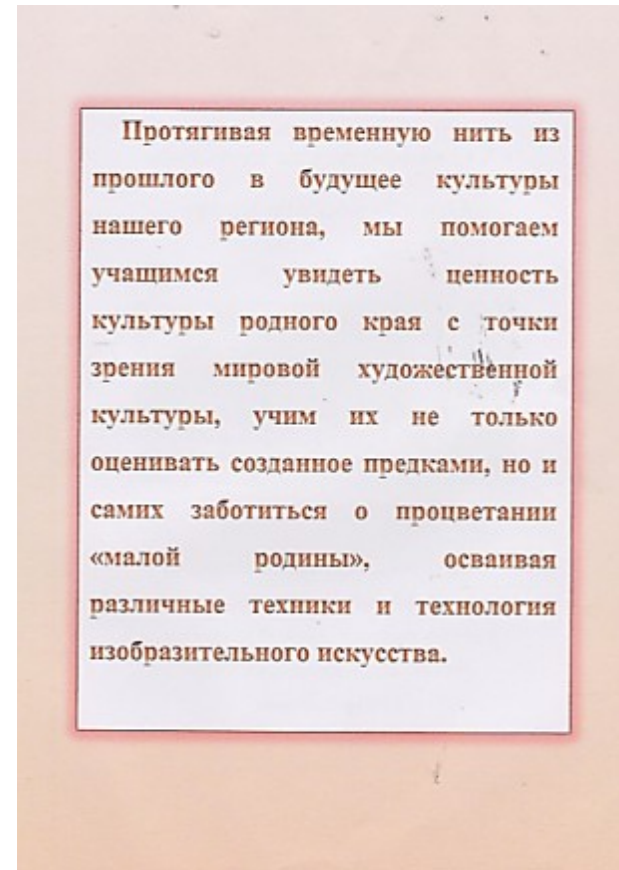 Протягивая временную нить из
прошлого в будущее культуры
нашего региона, мы помогаем
учащимся увидеть ценность
культуры родного края с точки
зрения мировой художественной
культуры, учим их не только
оценивать созданное предками, но и
самих заботиться о процветании
«малой родины», осваивая
различные техники и технология
изобразительного искусства.